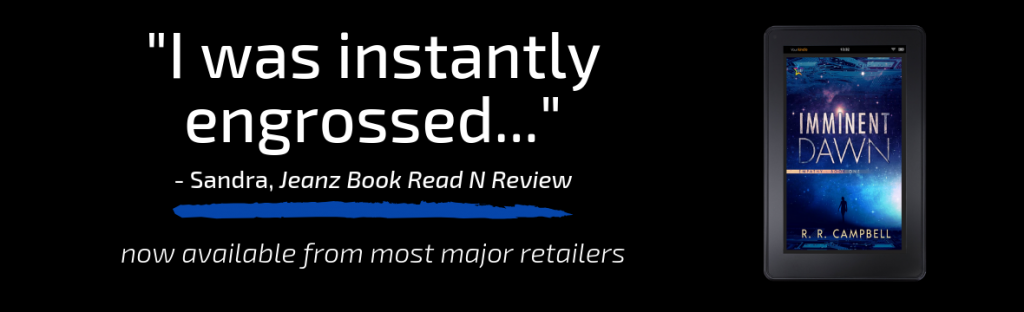 "I was instantly
engrossed..."
- Sandra, Jeanz Book Read N Review
now available from most major retailers
IMMINENT
DAWN
R. R. CAMPBELL